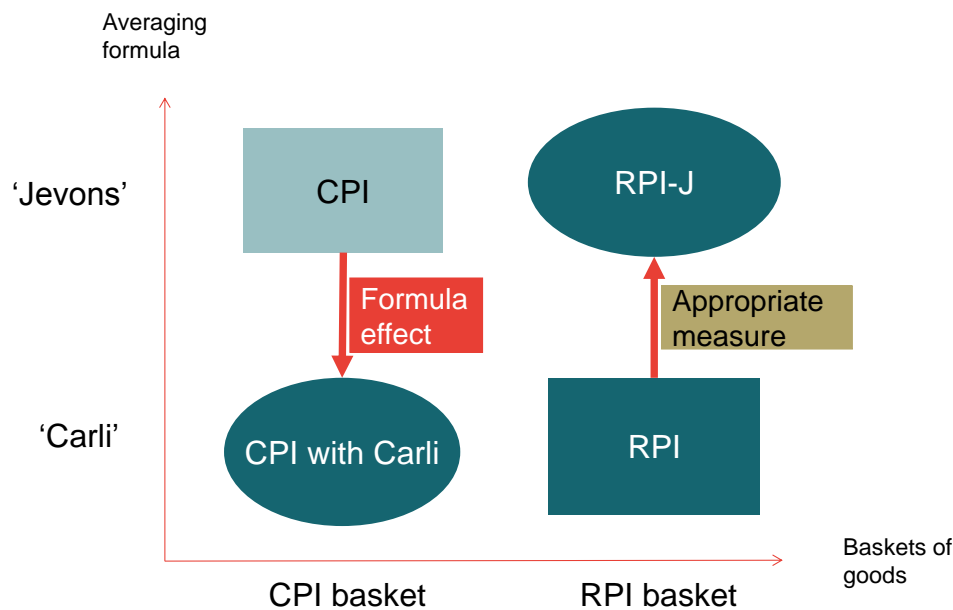 Averaging
formula
‘Jevons’
CPI
RPI-J
Formula
effect
Appropriate
measure
‘Carli’
CPI with Carli
RPI
Baskets of
goods
CPI basket
RPI basket